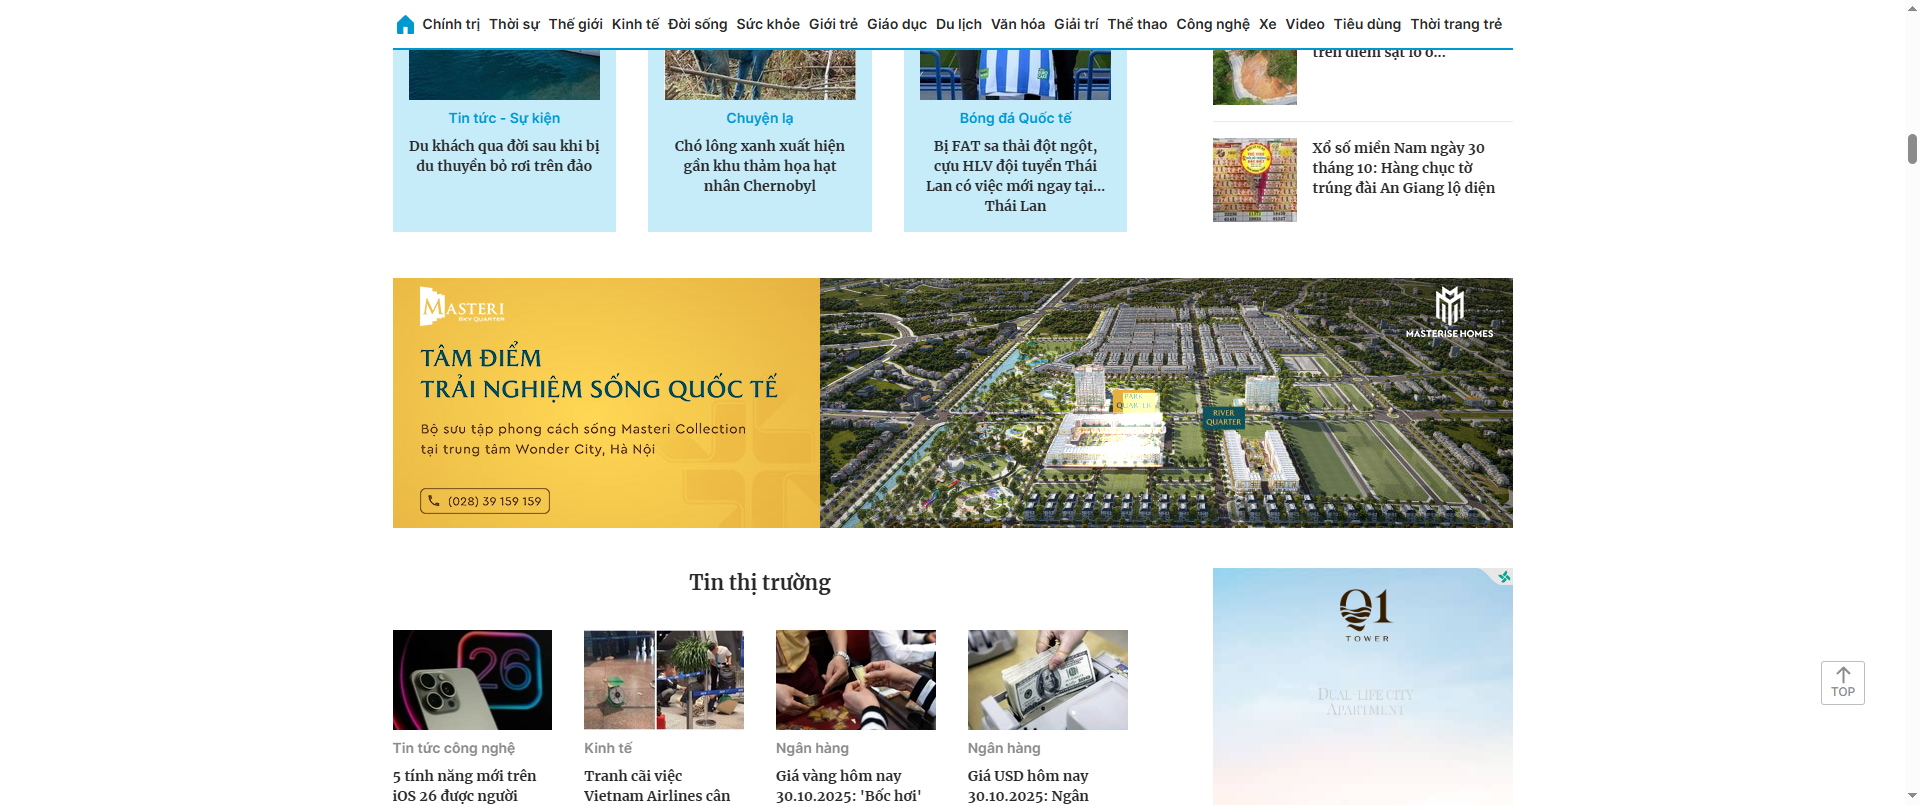 Chính trị Thời sự Thế giới Kinh tế Đời sống Sức khỏe Giới trẻ Giáo dục Du lịch Văn hóa Giải trí Thể thao Công nghệ Xe Video Tiêu dùng Thời trang trẻ
Tin tức - Sự kiện
Du khách qua đời sau khi bị
du thuyền bỏ rơi trên đảo
Chuyện lạ
Chó lông xanh xuất hiện
gần khu thảm họa hạt
nhân Chernobyl
Bóng đá Quốc tế
Bị FAT sa thải đột ngột,
cựu HLV đội tuyển Thái
Lan có việc mới ngay tại...
Thái Lan
trên điểm sạt lở ở...
Xổ số miền Nam ngày 30
tháng 10: Hàng chục tờ
trúng đài An Giang lộ diện
MASTERI
SKY QUARTER
TÂM ĐIỂM
TRẢI NGHIỆM SỐNG QUỐC TẾ
Bộ sưu tập phong cách sống Masteri Collection
tại trung tâm Wonder City, Hà Nội
(028) 39 159 159
MASTERISE HOMES
PARK
QUARTER
RIVER
QUARTER
Tin thị trường
26
Tin tức công nghệ
5 tính năng mới trên
iOS 26 được người
Kinh tế
Tranh cãi việc
Vietnam Airlines cân
Ngân hàng
Giá vàng hôm nay
30.10.2025: 'Bốc hơi'
Ngân hàng
Giá USD hôm nay
30.10.2025: Ngân
Q1
TOWER
DUAL-LIFE CITY
APARTMENT
TOP